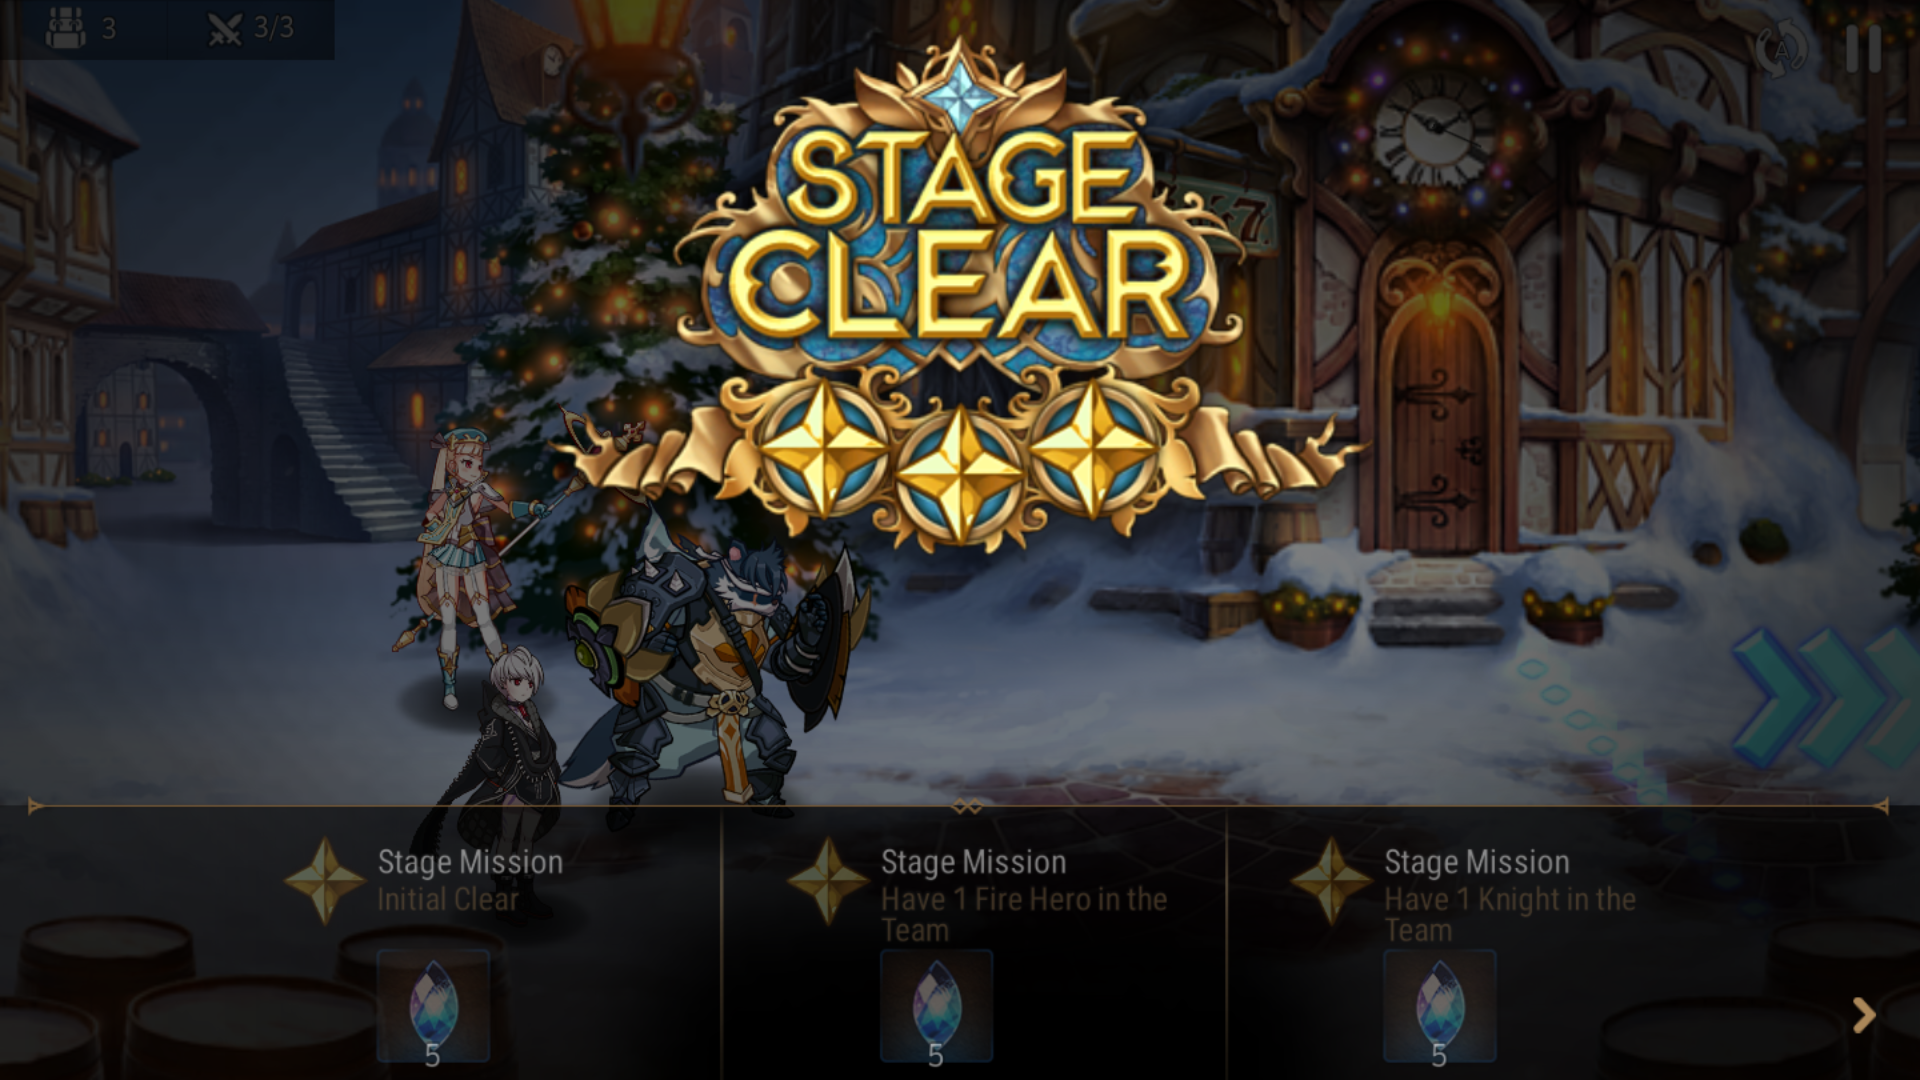 3
3/3
A
STAGE
CLEAR
7
Stage Mission
Initial Clear
5
Stage Mission
Have 1 Fire Hero in the
Team
5
Stage Mission
Have 1 Knight in the
Team
5